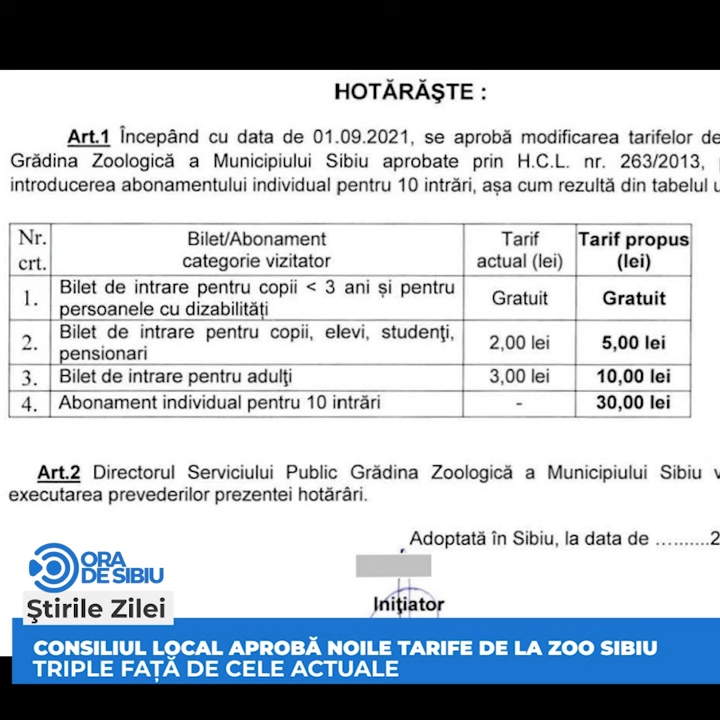 HOTĂRĂŞTE :
Art.1 Începând cu data de 01.09.2021, se aprobă modificarea tarifelor de
Grădina Zoologică a Municipiului Sibiu aprobate prin H.C.L. nr. 263/2013,
introducerea abonamentului individual pentru 10 intrări, aşa cum rezultă din tabelul
Nr. crt.
Bilet/Abonament
categorie vizitator
Tarif
actual (lei)
Tarif propus
(lei)
1.
Bilet de intrare pentru copii < 3 ani şi pentru
persoanele cu dizabilităţi
Gratuit
Gratuit
2.
Bilet de intrare pentru copii, elevi, studenţi,
pensionari
2,00 lei
5,00 lei
3.
Bilet de intrare pentru adulţi
3,00 lei
10,00 lei
4.
Abonament individual pentru 10 intrări
-
30,00 lei
Art.2 Directorul Serviciului Public Grădina Zoologică a Municipiului Sibiu
executarea prevederilor prezentei hotărâri.
Adoptată în Sibiu, la data de ..........2
Iniţiator
ORA
DE SIBIU
Ştirile Zilei
CONSILIUL LOCAL APROBĂ NOILE TARIFE DE LA ZOO SIBIU
TRIPLE FAȚĂ DE CELE ACTUALE